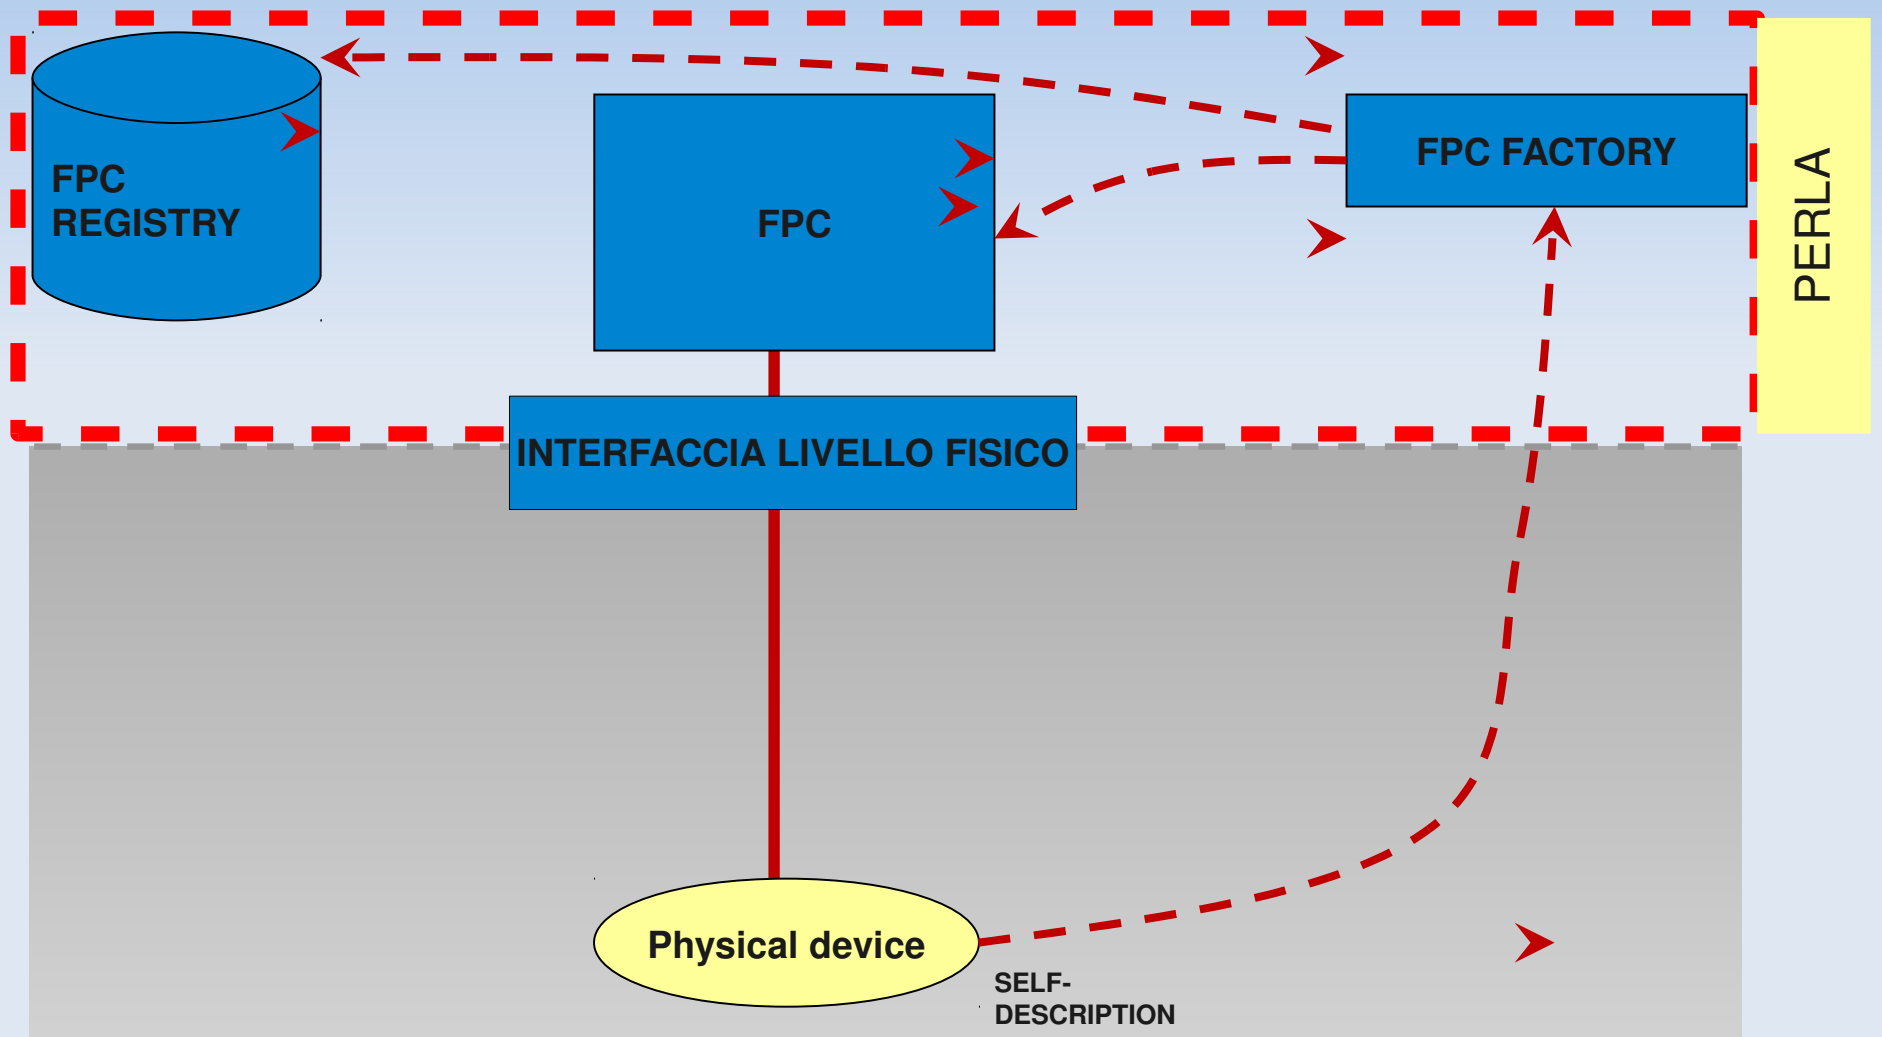 FPC
REGISTRY
FPC
FPC FACTORY
PERLA
INTERFACCIA LIVELLO FISICO
Physical device
SELF-
DESCRIPTION